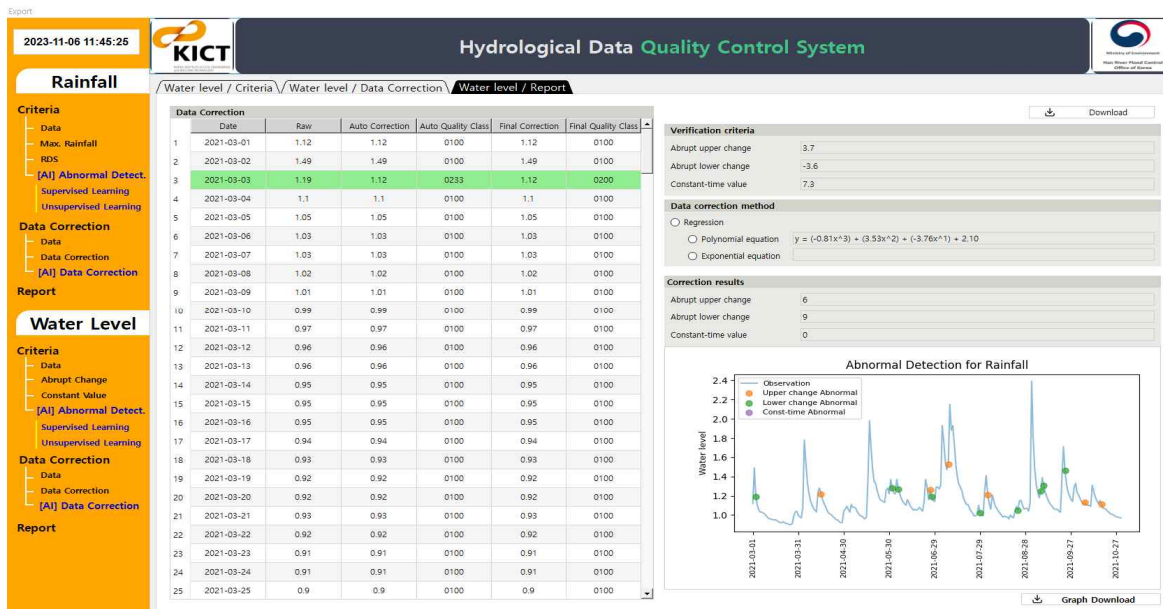 Export
2023-11-06 11:45:25
KICT
Hydrological Data Quality Control System
Ministry of Environment
Han River Flood Control
Office of Korea
Rainfall
Criteria
Data
Max. Rainfall
RDS
[AI] Abnormal Detect.
Supervised Learning
Unsupervised Learning
Data Correction
Data
Data Correction
[AI] Data Correction
Report
Water Level
Criteria
Data
Abrupt Change
Constant Value
[AI] Abnormal Detect.
Supervised Learning
Unsupervised Learning
Data Correction
Data
Data Correction
[AI] Data Correction
Report
Water level / Criteria Water level / Data Correction Water level / Report
Data Correction
Date Raw Auto Correction Auto Quality Class Final Correction Final Quality Class
1 2021-03-01 1.12 1.12 0100 1.12 0100
2 2021-03-02 1.49 1.49 0100 1.49 0100
3 2021-03-03 1.19 1.12 0233 1.12 0200
4 2021-03-04 1.1 1.1 0100 1.1 0100
5 2021-03-05 1.05 1.05 0100 1.05 0100
6 2021-03-06 1.03 1.03 0100 1.03 0100
7 2021-03-07 1.03 1.03 0100 1.03 0100
8 2021-03-08 1.02 1.02 0100 1.02 0100
9 2021-03-09 1.01 1.01 0100 1.01 0100
10 2021-03-10 0.99 0.99 0100 0.99 0100
11 2021-03-11 0.97 0.97 0100 0.97 0100
12 2021-03-12 0.96 0.96 0100 0.96 0100
13 2021-03-13 0.96 0.96 0100 0.96 0100
14 2021-03-14 0.95 0.95 0100 0.95 0100
15 2021-03-15 0.95 0.95 0100 0.95 0100
16 2021-03-16 0.95 0.95 0100 0.95 0100
17 2021-03-17 0.94 0.94 0100 0.94 0100
18 2021-03-18 0.93 0.93 0100 0.93 0100
19 2021-03-19 0.92 0.92 0100 0.92 0100
20 2021-03-20 0.92 0.92 0100 0.92 0100
21 2021-03-21 0.93 0.93 0100 0.93 0100
22 2021-03-22 0.92 0.92 0100 0.92 0100
23 2021-03-23 0.91 0.91 0100 0.91 0100
24 2021-03-24 0.91 0.91 0100 0.91 0100
25 2021-03-25 0.9 0.9 0100 0.9 0100
Download
Verification criteria
Abrupt upper change 3.7
Abrupt lower change -3.6
Constant-time value 7.3
Data correction method
Regression
Polynomial equation y = (-0.81x^3) + (3.53x^2) + (-3.76x^1) + 2.10
Exponential equation
Correction results
Abrupt upper change 6
Abrupt lower change 9
Constant-time value 0
Abnormal Detection for Rainfall
Observation
Upper change Abnormal
Lower change Abnormal
Const-time Abnormal
Water level
2.4
2.2
2.0
1.8
1.6
1.4
1.2
1.0
2021-03-01
2021-03-31
2021-04-30
2021-05-30
2021-06-29
2021-07-29
2021-08-28
2021-09-27
2021-10-27
Graph Download